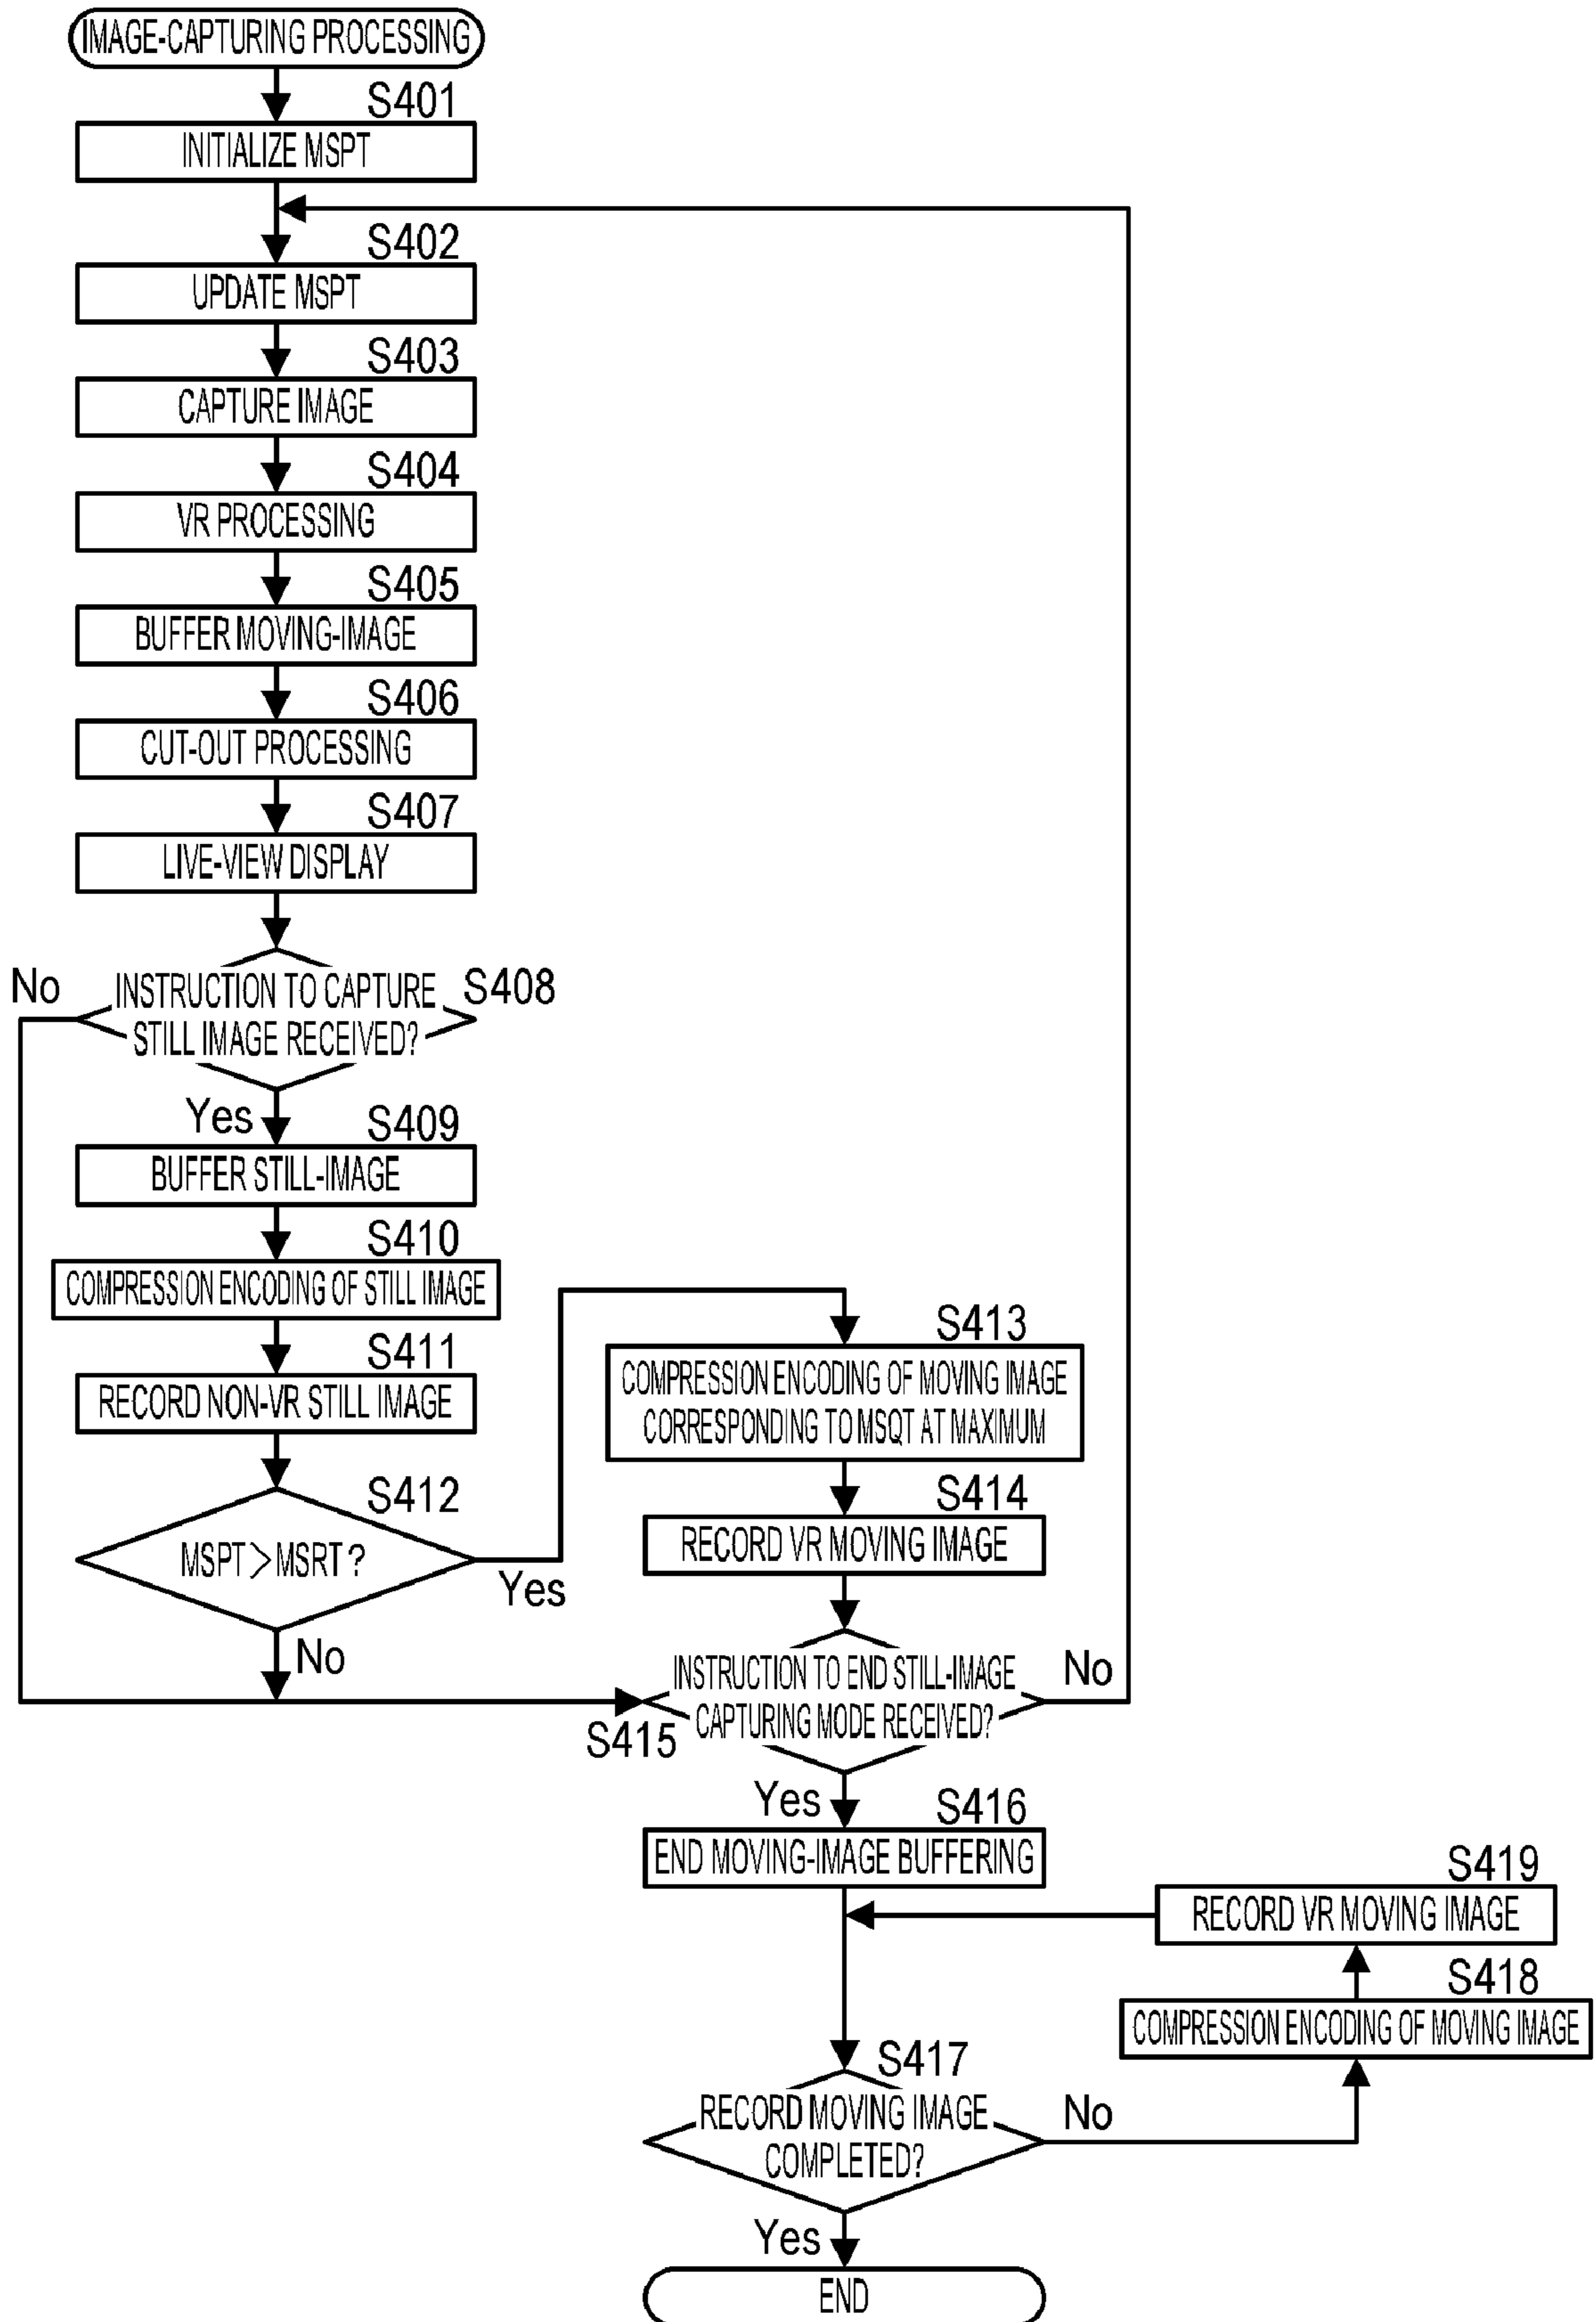 IMAGE-CAPTURING PROCESSING
S401
INITIALIZE MSPT
S402
UPDATE MSPT
S403
CAPTURE IMAGE
S404
VR PROCESSING
S405
BUFFER MOVING-IMAGE
S406
CUT-OUT PROCESSING
S407
LIVE-VIEW DISPLAY
S408
INSTRUCTION TO CAPTURE
STILL IMAGE RECEIVED?
No
Yes
S409
BUFFER STILL-IMAGE
S410
COMPRESSION ENCODING OF STILL IMAGE
S411
RECORD NON-VR STILL IMAGE
S412
MSPT>MSRT?
Yes
No
S413
COMPRESSION ENCODING OF MOVING IMAGE
CORRESPONDING TO MSQT AT MAXIMUM
S414
RECORD VR MOVING IMAGE
INSTRUCTION TO END STILL-IMAGE
CAPTURING MODE RECEIVED?
No
S415
Yes
S416
END MOVING-IMAGE BUFFERING
S419
RECORD VR MOVING IMAGE
S418
COMPRESSION ENCODING OF MOVING IMAGE
S417
RECORD MOVING IMAGE
COMPLETED?
No
Yes
END